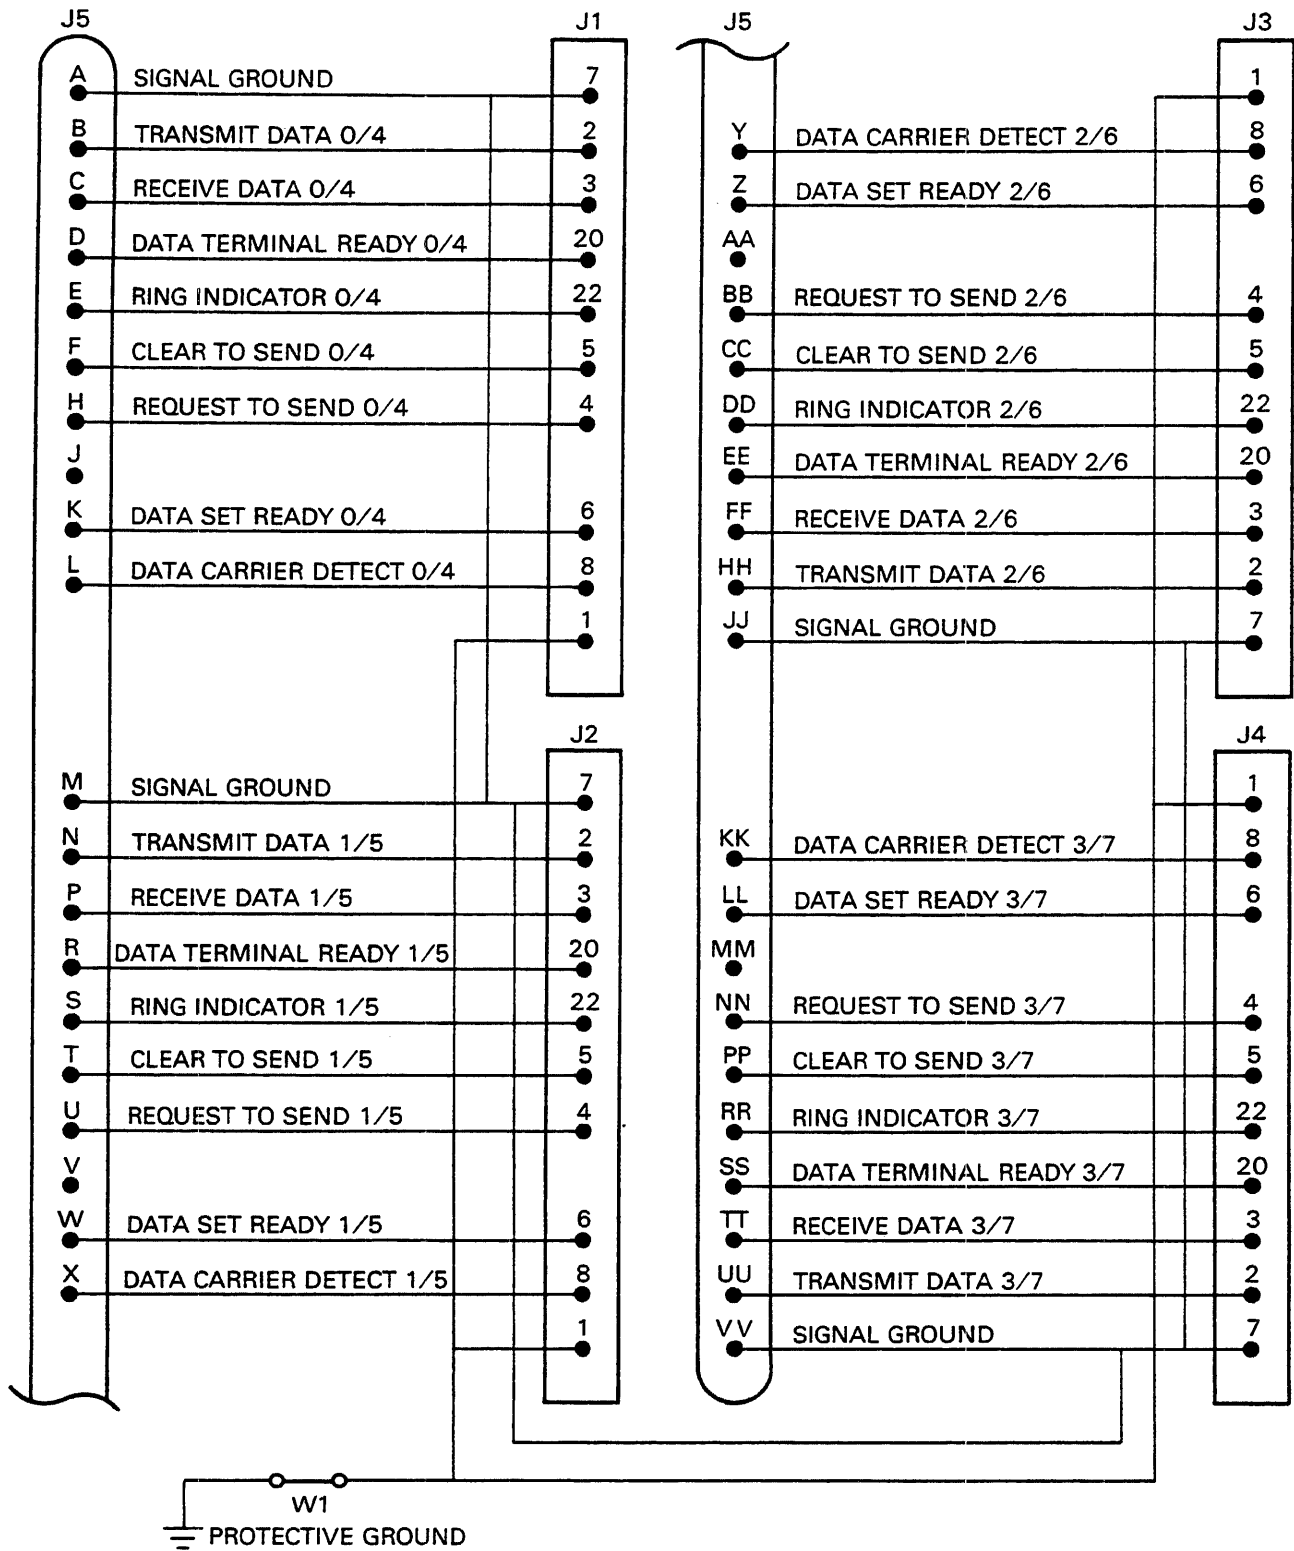 J5
J1
A SIGNAL GROUND 7
B TRANSMIT DATA 0/4 2
C RECEIVE DATA 0/4 3
D DATA TERMINAL READY 0/4 20
E RING INDICATOR 0/4 22
F CLEAR TO SEND 0/4 5
H REQUEST TO SEND 0/4 4
J
K DATA SET READY 0/4 6
L DATA CARRIER DETECT 0/4 8
1
J2
M SIGNAL GROUND 7
N TRANSMIT DATA 1/5 2
P RECEIVE DATA 1/5 3
R DATA TERMINAL READY 1/5 20
S RING INDICATOR 1/5 22
T CLEAR TO SEND 1/5 5
U REQUEST TO SEND 1/5 4
V
W DATA SET READY 1/5 6
X DATA CARRIER DETECT 1/5 8
1
J5
J3
1
Y DATA CARRIER DETECT 2/6 8
Z DATA SET READY 2/6 6
AA
BB REQUEST TO SEND 2/6 4
CC CLEAR TO SEND 2/6 5
DD RING INDICATOR 2/6 22
EE DATA TERMINAL READY 2/6 20
FF RECEIVE DATA 2/6 3
HH TRANSMIT DATA 2/6 2
JJ SIGNAL GROUND 7
J4
1
KK DATA CARRIER DETECT 3/7 8
LL DATA SET READY 3/7 6
MM
NN REQUEST TO SEND 3/7 4
PP CLEAR TO SEND 3/7 5
RR RING INDICATOR 3/7 22
SS DATA TERMINAL READY 3/7 20
TT RECEIVE DATA 3/7 3
UU TRANSMIT DATA 3/7 2
VV SIGNAL GROUND 7
W1
PROTECTIVE GROUND